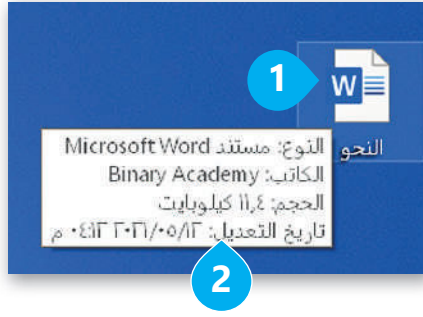 1
W
النحو
النوع: مستند Microsoft Word
الكاتب: Binary Academy
الحجم: ١١,٤ كيلوبايت
تاريخ التعديل: ٢٠٢١/٠٥/١٢ ٠٤:١٣ م
2